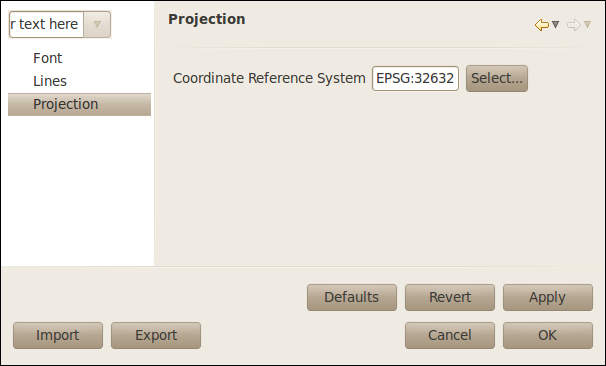 r text here
Font
Lines
Projection
Projection
Coordinate Reference System EPSG:32632 Select...
Defaults Revert Apply
Import Export Cancel OK